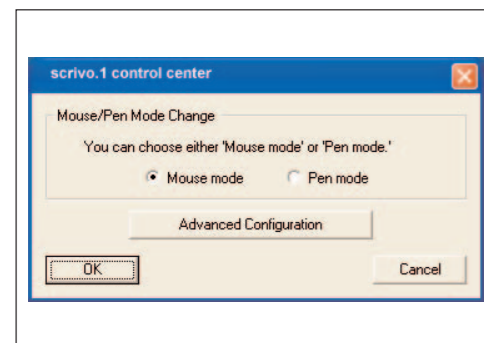 scrivo.1 control center
Mouse/Pen Mode Change
You can choose either 'Mouse mode' or 'Pen mode.'
Mouse mode Pen mode
Advanced Configuration
OK Cancel